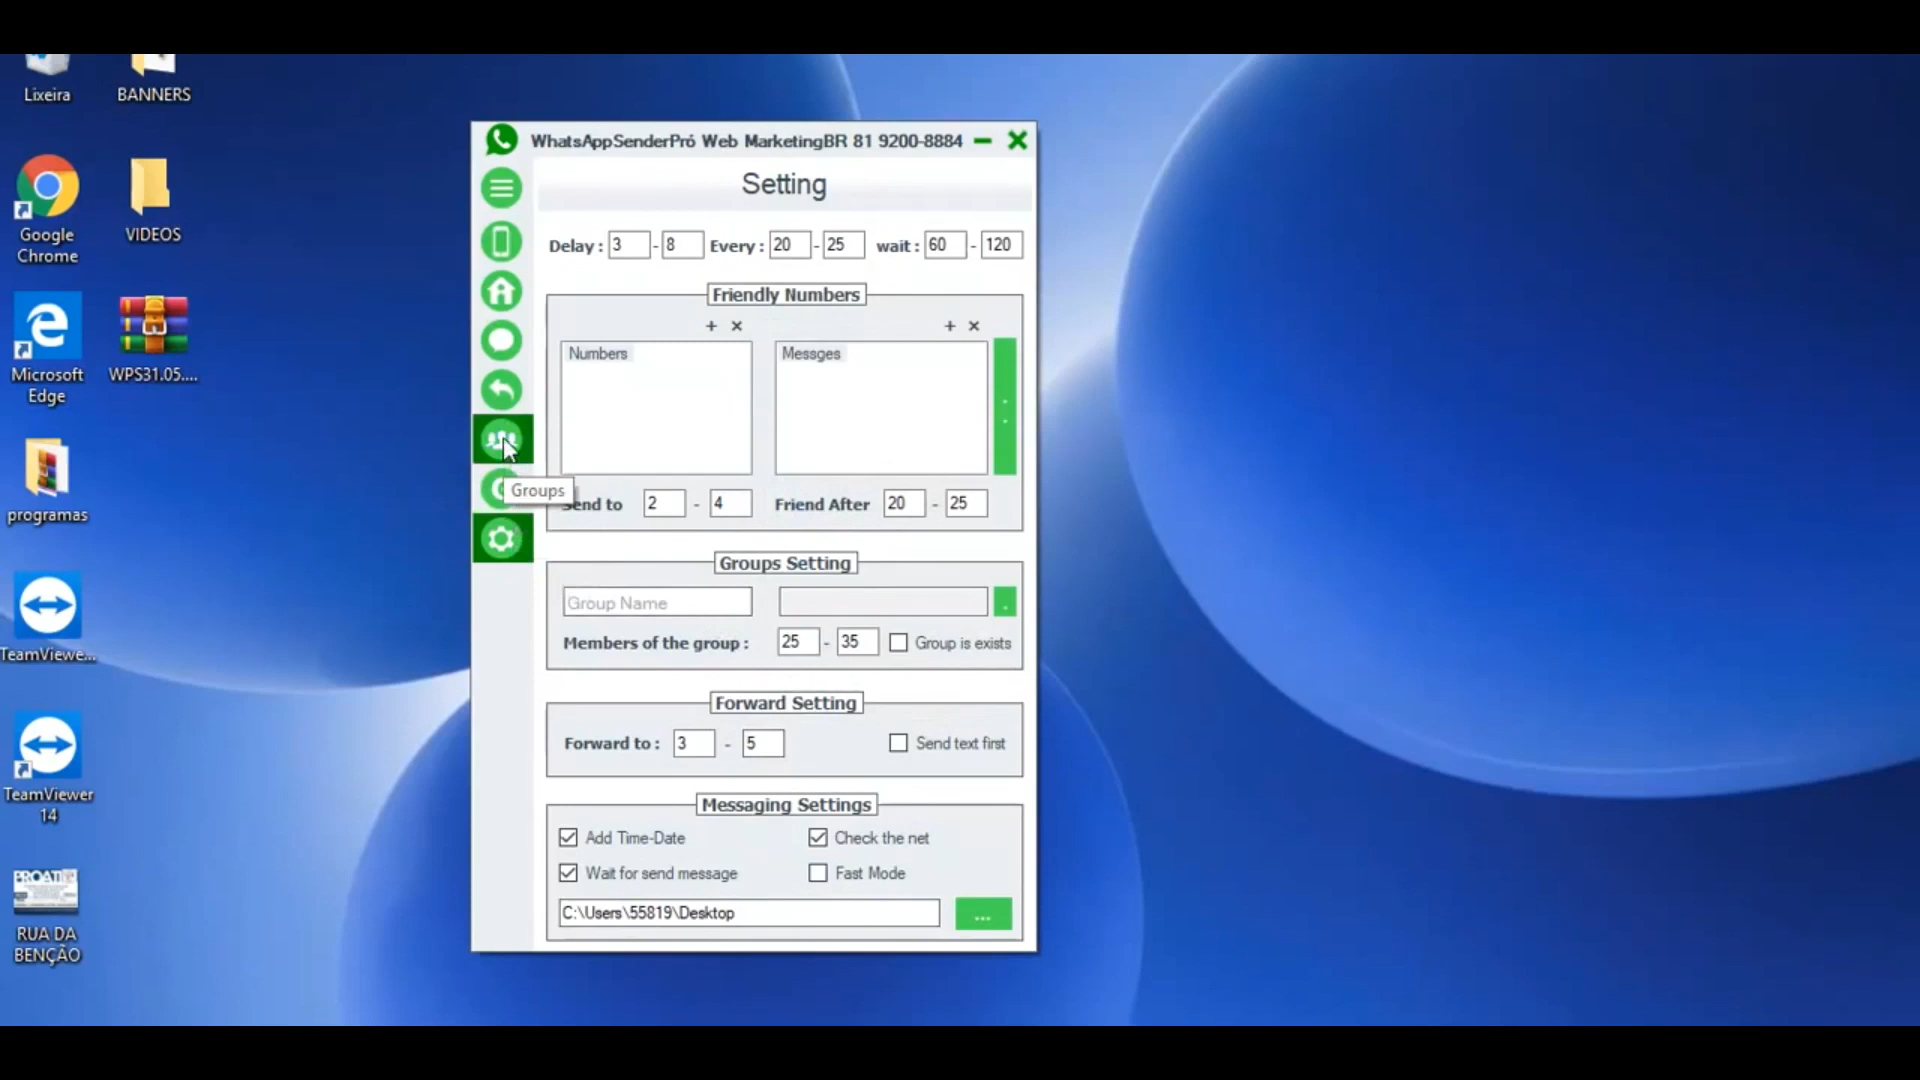 Lixeira
BANNERS
Google
Chrome
VIDEOS
Microsoft
Edge
WPS31.05....
programas
TeamViewe...
TeamViewer
14
PROATI
RUA DA
BENÇÃO
WhatsAppSenderPró Web MarketingBR 81 9200-8884
Setting
Delay : 3 - 8 Every : 20 - 25 wait : 60 - 120
Friendly Numbers
+ × + ×
Numbers
Messges
Groups
Send to 2 - 4 Friend After 20 - 25
Groups Setting
Group Name
Members of the group : 25 - 35 Group is exists
Forward Setting
Forward to : 3 - 5 Send text first
Messaging Settings
Add Time-Date Check the net
Wait for send message Fast Mode
C:\Users\55819\Desktop ...